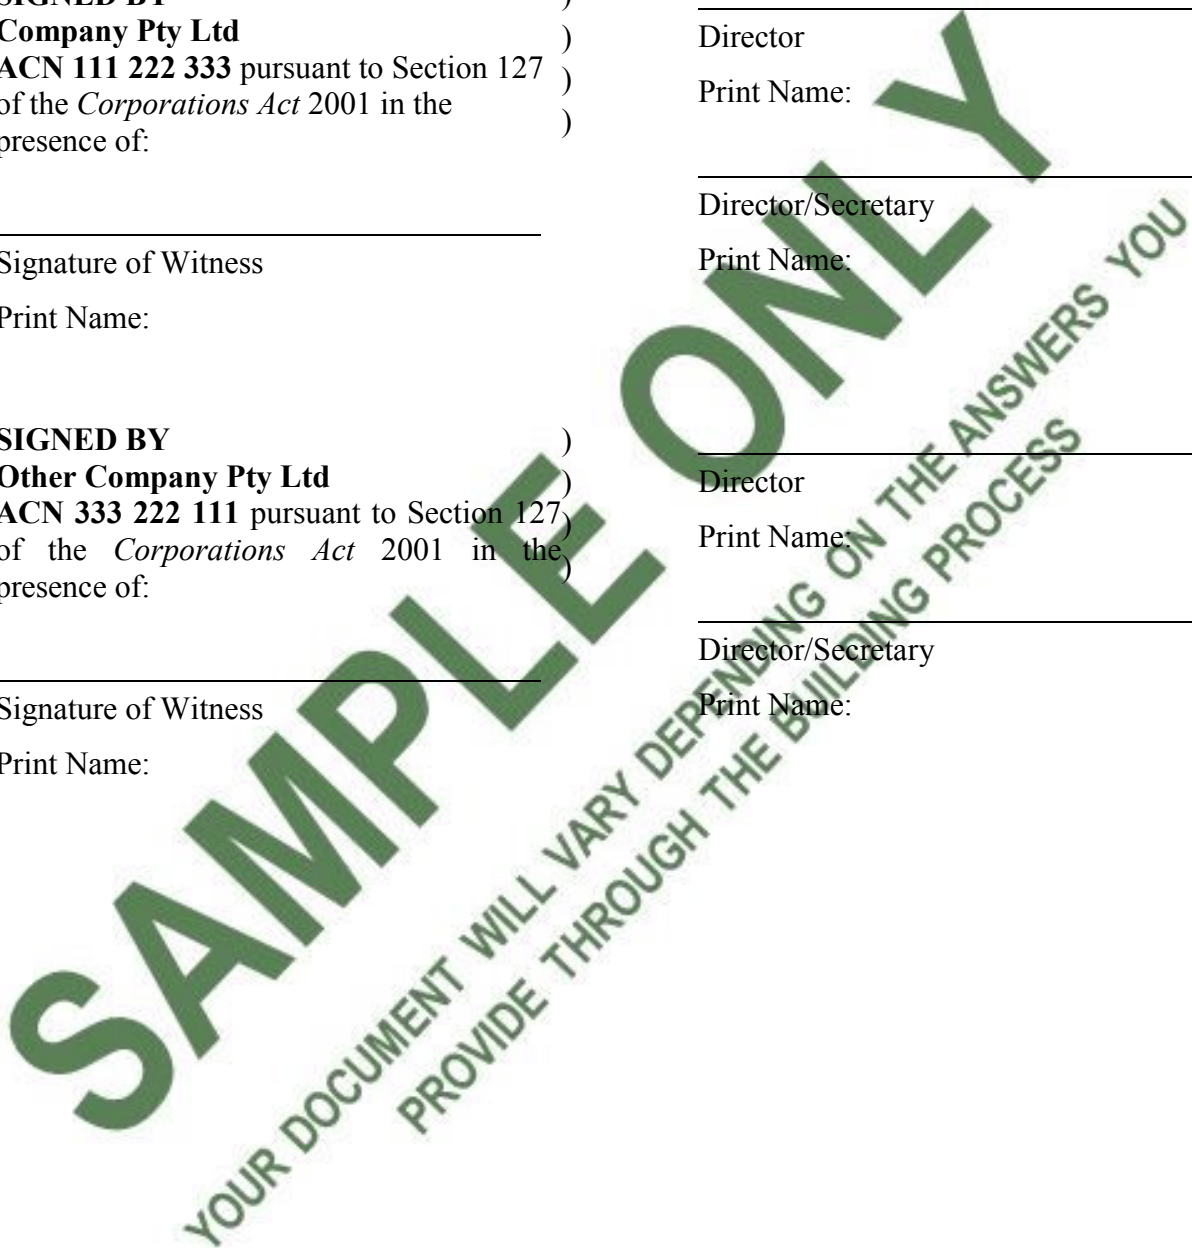 SIGNED BY )
Company Pty Ltd )
ACN 111 222 333 pursuant to Section 127 )
of the Corporations Act 2001 in the )
presence of:
Signature of Witness
Print Name:
Director
Print Name:
Director/Secretary
Print Name:
SIGNED BY )
Other Company Pty Ltd )
ACN 333 222 111 pursuant to Section 127 )
of the Corporations Act 2001 in the )
presence of:
Signature of Witness
Print Name:
Director
Print Name:
Director/Secretary
Print Name:
SAMPLE ONLY
YOUR DOCUMENT WILL VARY DEPENDING ON THE ANSWERS YOU
PROVIDE THROUGH THE BUILDING PROCESS